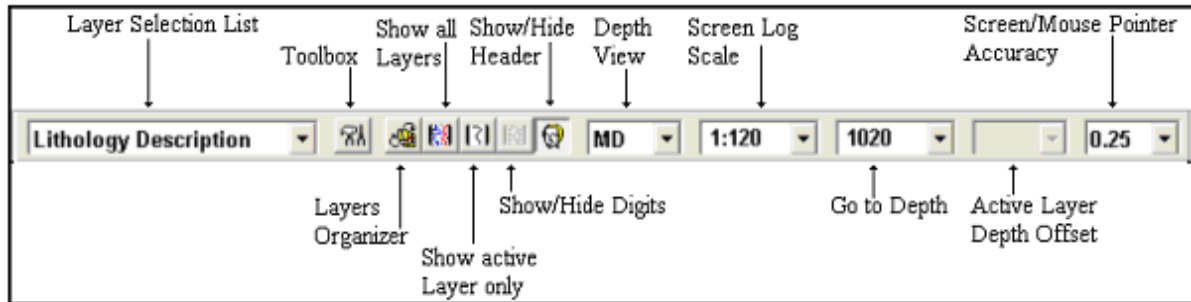 Layer Selection List
Toolbox
Show all
Layers
Show/Hide
Header
Depth
View
Screen Log
Scale
Screen/Mouse Pointer
Accuracy
Lithology Description
MD
1:120
1020
0.25
Layers
Organizer
Show active
Layer only
Show/Hide Digits
Go to Depth
Active Layer
Depth Offset